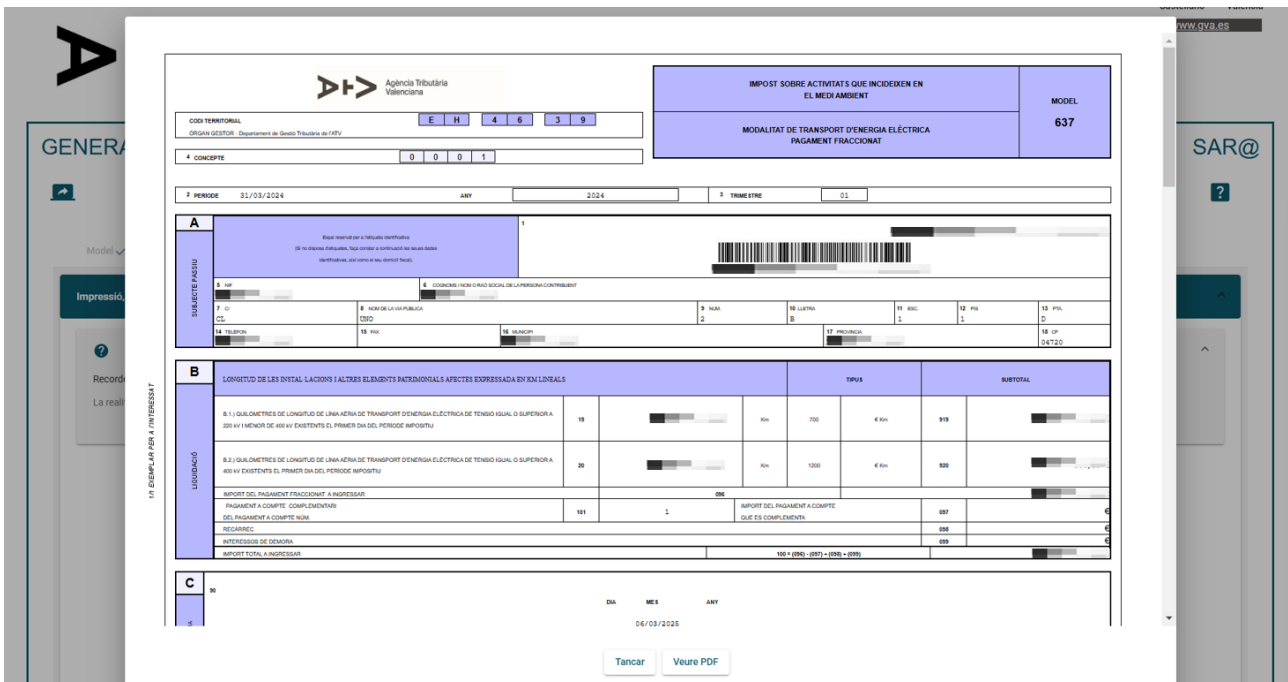 www.gva.es
Agència Tributària
Valenciana
IMPOST SOBRE ACTIVITATS QUE INCIDEIXEN EN
EL MEDI AMBIENT
MODEL
637
MODALITAT DE TRANSPORT D'ENERGIA ELÈCTRICA
PAGAMENT FRACCIONAT
CODI TERRITORIAL
E H 4 6 3 9
ÒRGAN GESTOR - Departament de Gestió Tributària de l'ATV
4 CONCEPTE 0 0 0 1
GENERA
SAR@
2 PERÍODE 31/03/2024 ANY 2024 3 TRIMESTRE 01
A
SUBJECTE PASSIU
Espai reservat per a l'etiqueta identificativa
(Si no disposa d'etiquetes, faça constar a continuació les seues dades
identificatives, així com el seu domicili fiscal).
1
Model
5 NIF
6 COGNOMS I NOM O RAÓ SOCIAL DE LA PERSONA CONTRIBUENT
Impressió,
7 C/ 8 NOM DE LA VIA PÚBLICA 9 NÚM. 10 LLETRA 11 ESC. 12 PIS 13 PTA.
CL UNO 2 B 1 1 D
14 TELEFON 15 FAX 16 MUNICIPI 17 PROVÍNCIA 18 CP
04720
?
Recorde
La reali
B
LIQUIDACIÓ
LONGITUD DE LES INSTAL·LACIONS I ALTRES ELEMENTS PATRIMONIALS AFECTES EXPRESSADA EN KM LINEALS TIPUS SUBTOTAL
B.1.) QUILÒMETRES DE LONGITUD DE LÍNIA AÈRIA DE TRANSPORT D'ENERGIA ELÈCTRICA DE TENSIÓ IGUAL O SUPERIOR A
220 kV I MENOR DE 400 kV EXISTENTS EL PRIMER DIA DEL PERÍODE IMPOSITIU
19 Km 700 € Km 919
B.2.) QUILÒMETRES DE LONGITUD DE LÍNIA AÈRIA DE TRANSPORT D'ENERGIA ELÈCTRICA DE TENSIÓ IGUAL O SUPERIOR A
400 kV EXISTENTS EL PRIMER DIA DEL PERÍODE IMPOSITIU
20 Km 1200 € Km 920
IMPORT DEL PAGAMENT FRACCIONAT A INGRESSAR 096
PAGAMENT A COMPTE COMPLEMENTARI
DEL PAGAMENT A COMPTE NÚM.
101 1
IMPORT DEL PAGAMENT A COMPTE
QUE ES COMPLEMENTA
097 €
RECÀRREC 098 €
INTERESSOS DE DEMORA 099 €
IMPORT TOTAL A INGRESSAR 100 = (096) - (097) + (098) + (099)
EXEMPLAR PER A l'INTERESSAT
C
90
DIA MES ANY
06/03/2025
Tancar
Veure PDF